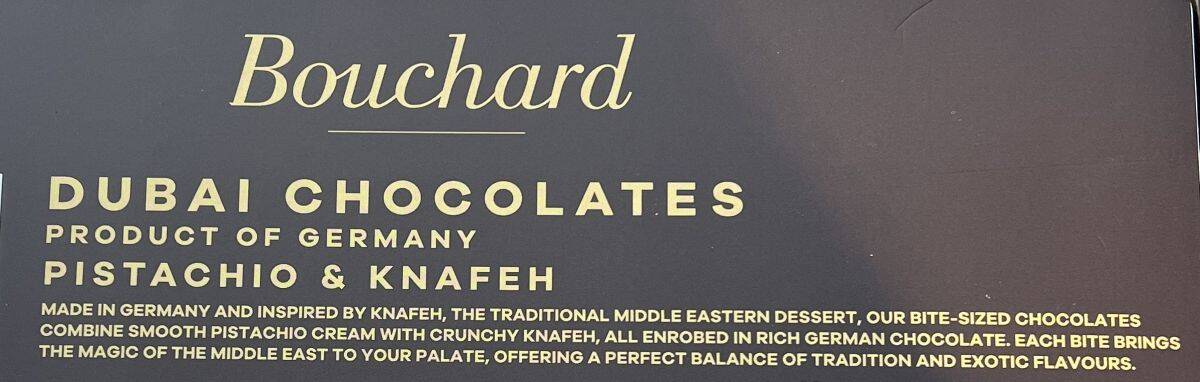 Bouchard
DUBAI CHOCOLATES
PRODUCT OF GERMANY
PISTACHIO & KNAFEH
MADE IN GERMANY AND INSPIRED BY KNAFEH, THE TRADITIONAL MIDDLE EASTERN DESSERT, OUR BITE-SIZED CHOCOLATES
COMBINE SMOOTH PISTACHIO CREAM WITH CRUNCHY KNAFEH, ALL ENROBED IN RICH GERMAN CHOCOLATE. EACH BITE BRINGS
THE MAGIC OF THE MIDDLE EAST TO YOUR PALATE, OFFERING A PERFECT BALANCE OF TRADITION AND EXOTIC FLAVOURS.